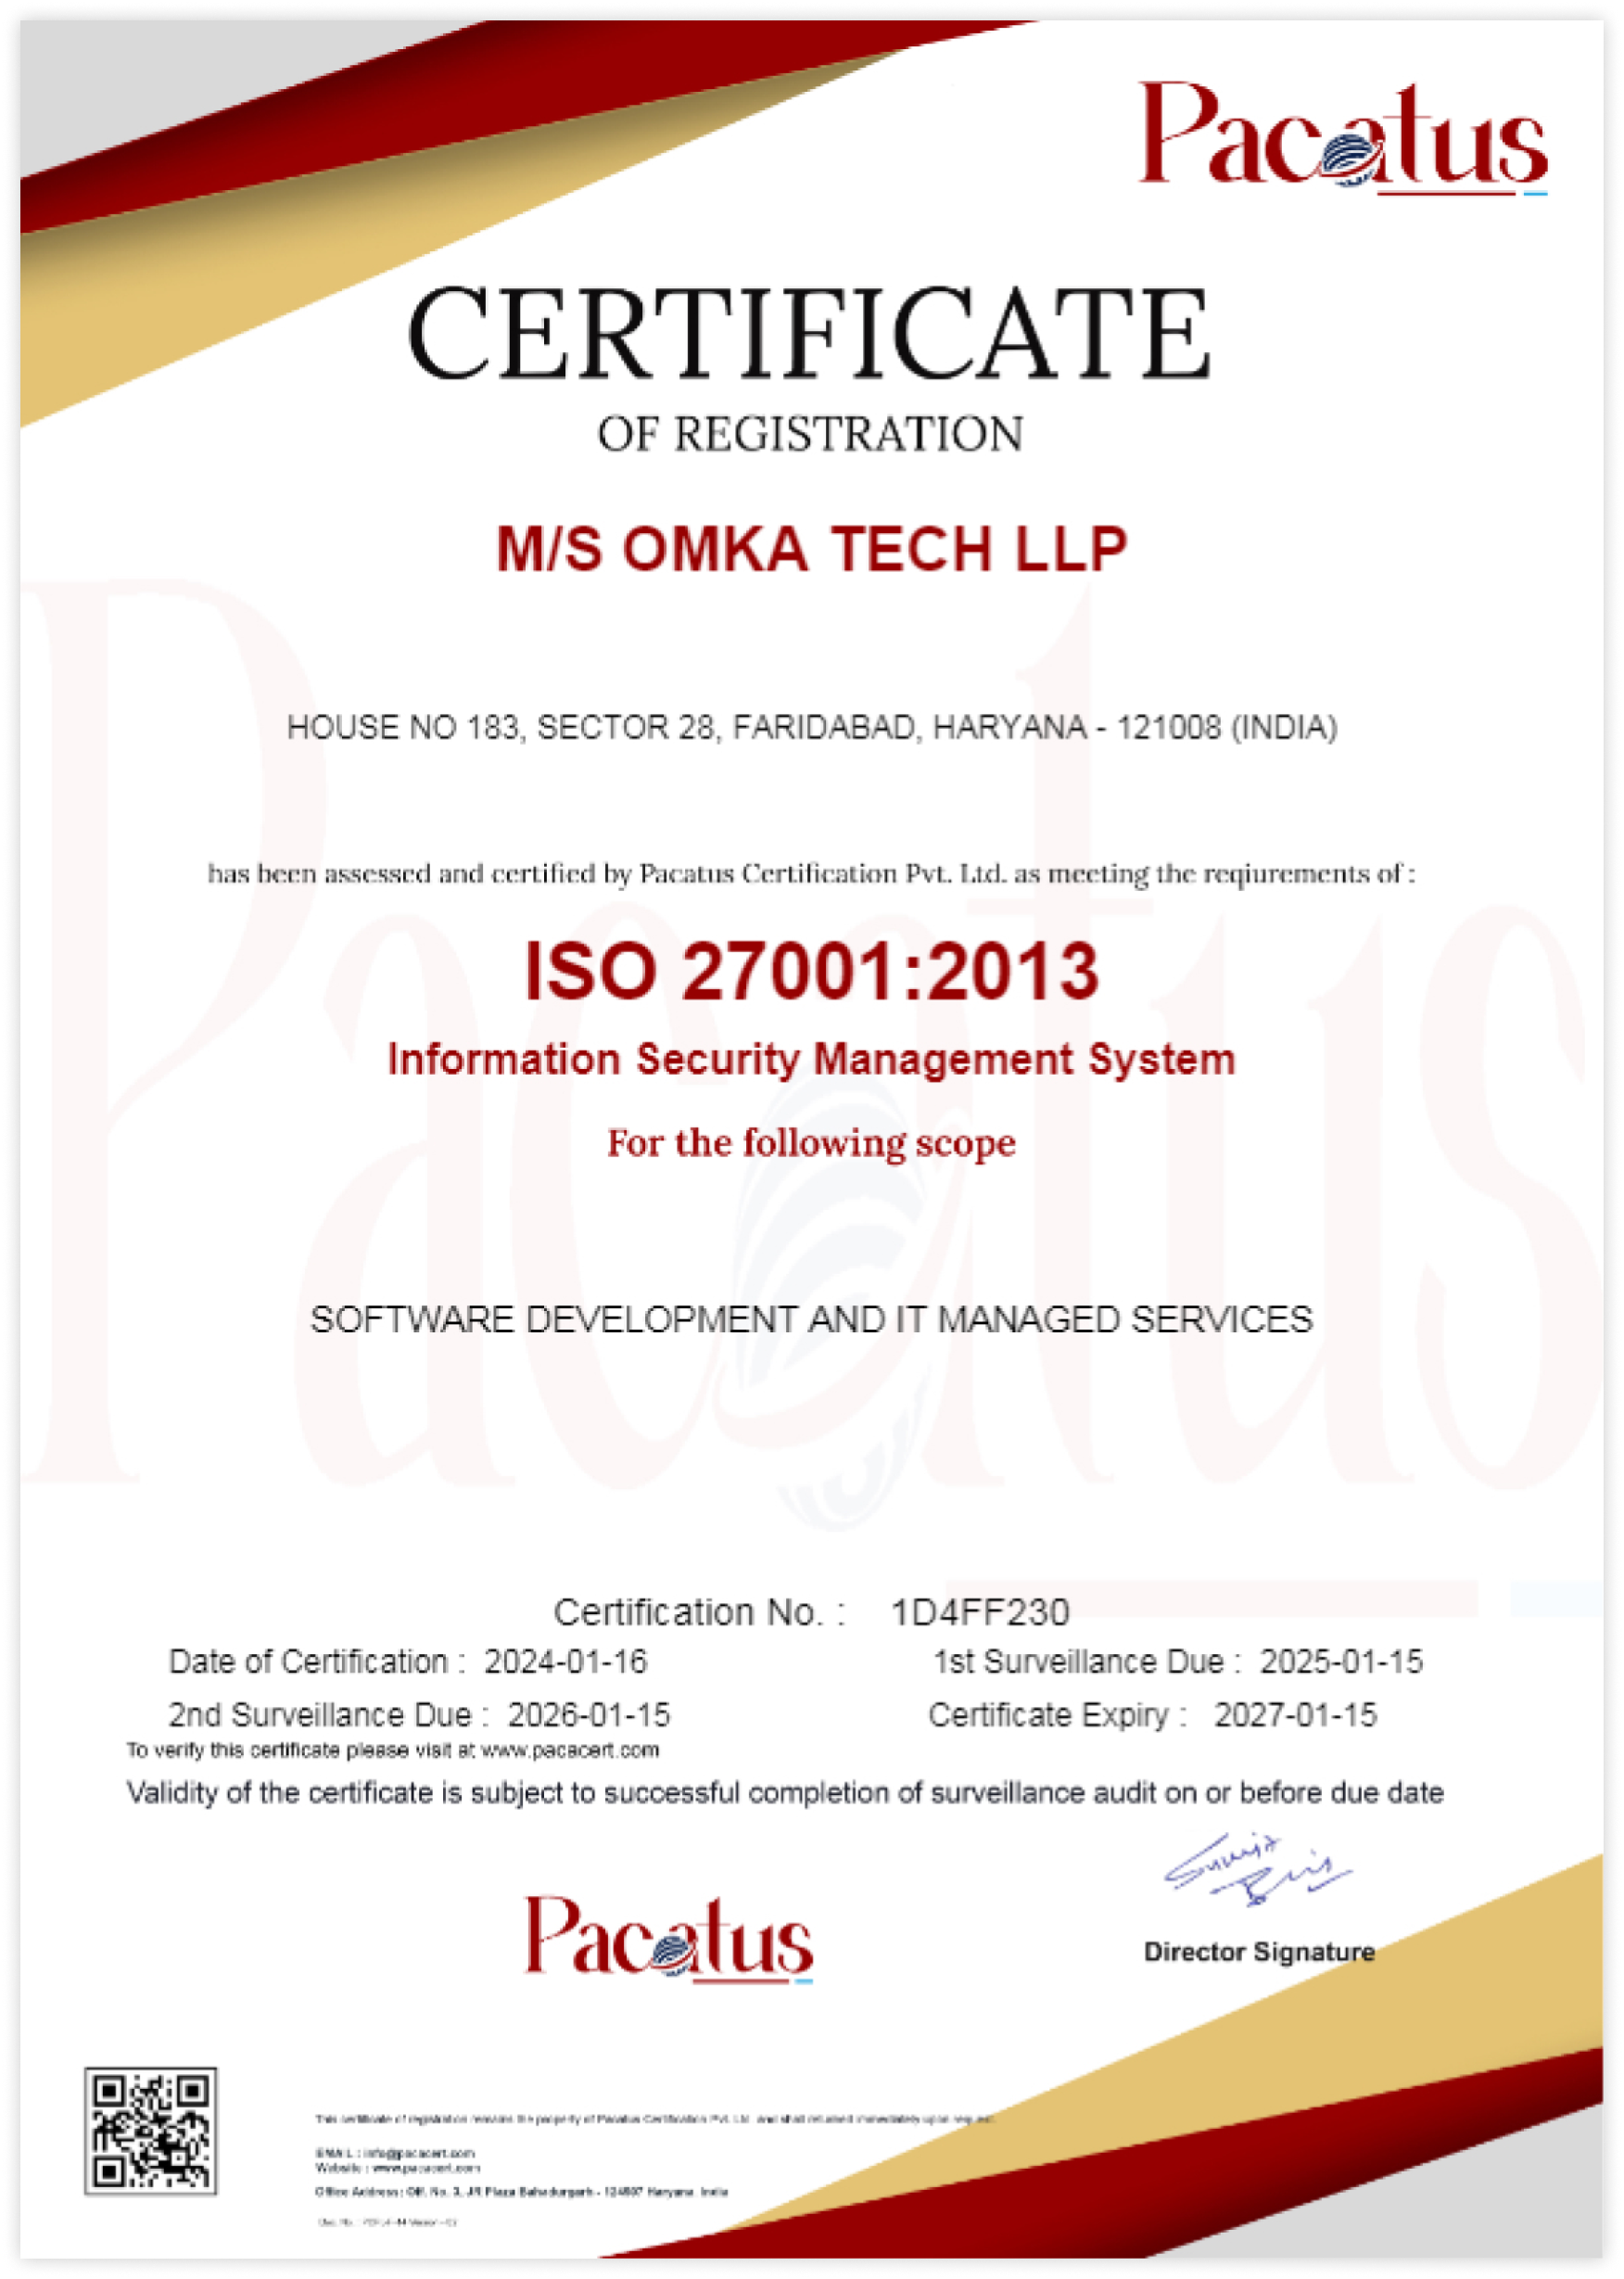 Pacatus
CERTIFICATE
OF REGISTRATION
M/S OMKA TECH LLP
HOUSE NO 183, SECTOR 28, FARIDABAD, HARYANA - 121008 (INDIA)
has been assessed and certified by Pacatus Certification Pvt. Ltd. as meeting the reqiurements of :
ISO 27001:2013
Information Security Management System
For the following scope
SOFTWARE DEVELOPMENT AND IT MANAGED SERVICES
Certification No. : 1D4FF230
Date of Certification : 2024-01-16 1st Surveillance Due : 2025-01-15
2nd Surveillance Due : 2026-01-15 Certificate Expiry : 2027-01-15
To verify this certificate please visit at www.pacacert.com
Validity of the certificate is subject to successful completion of surveillance audit on or before due date
Pacatus
Director Signature
This certificate of registration remains the property of Pacatus Certification Pvt. Ltd. and shall returned immediately upon request
EMAIL : info@pacacert.com
Website : www.pacacert.com
Office Address : Off. No. 3, JR Plaza Bahadurgarh - 124507 Haryana India